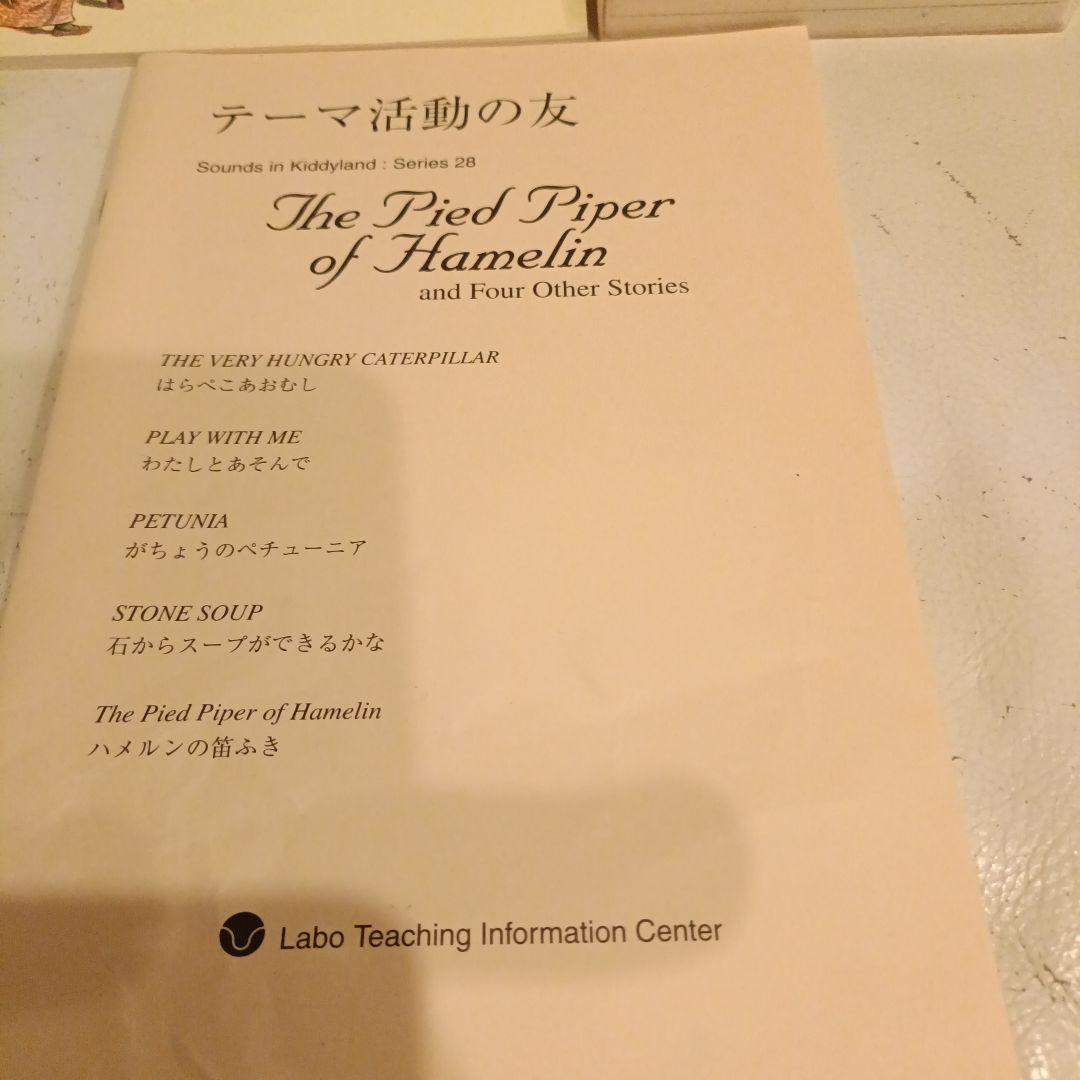 テーマ活動の友
Sounds in Kiddyland : Series 28
The Pied Piper
of Hamelin
and Four Other Stories
THE VERY HUNGRY CATERPILLAR
はらぺこあおむし
PLAY WITH ME
わたしとあそんで
PETUNIA
がちょうのペチューニア
STONE SOUP
石からスープができるかな
The Pied Piper of Hamelin
ハメルンの笛ふき
Labo Teaching Information Center